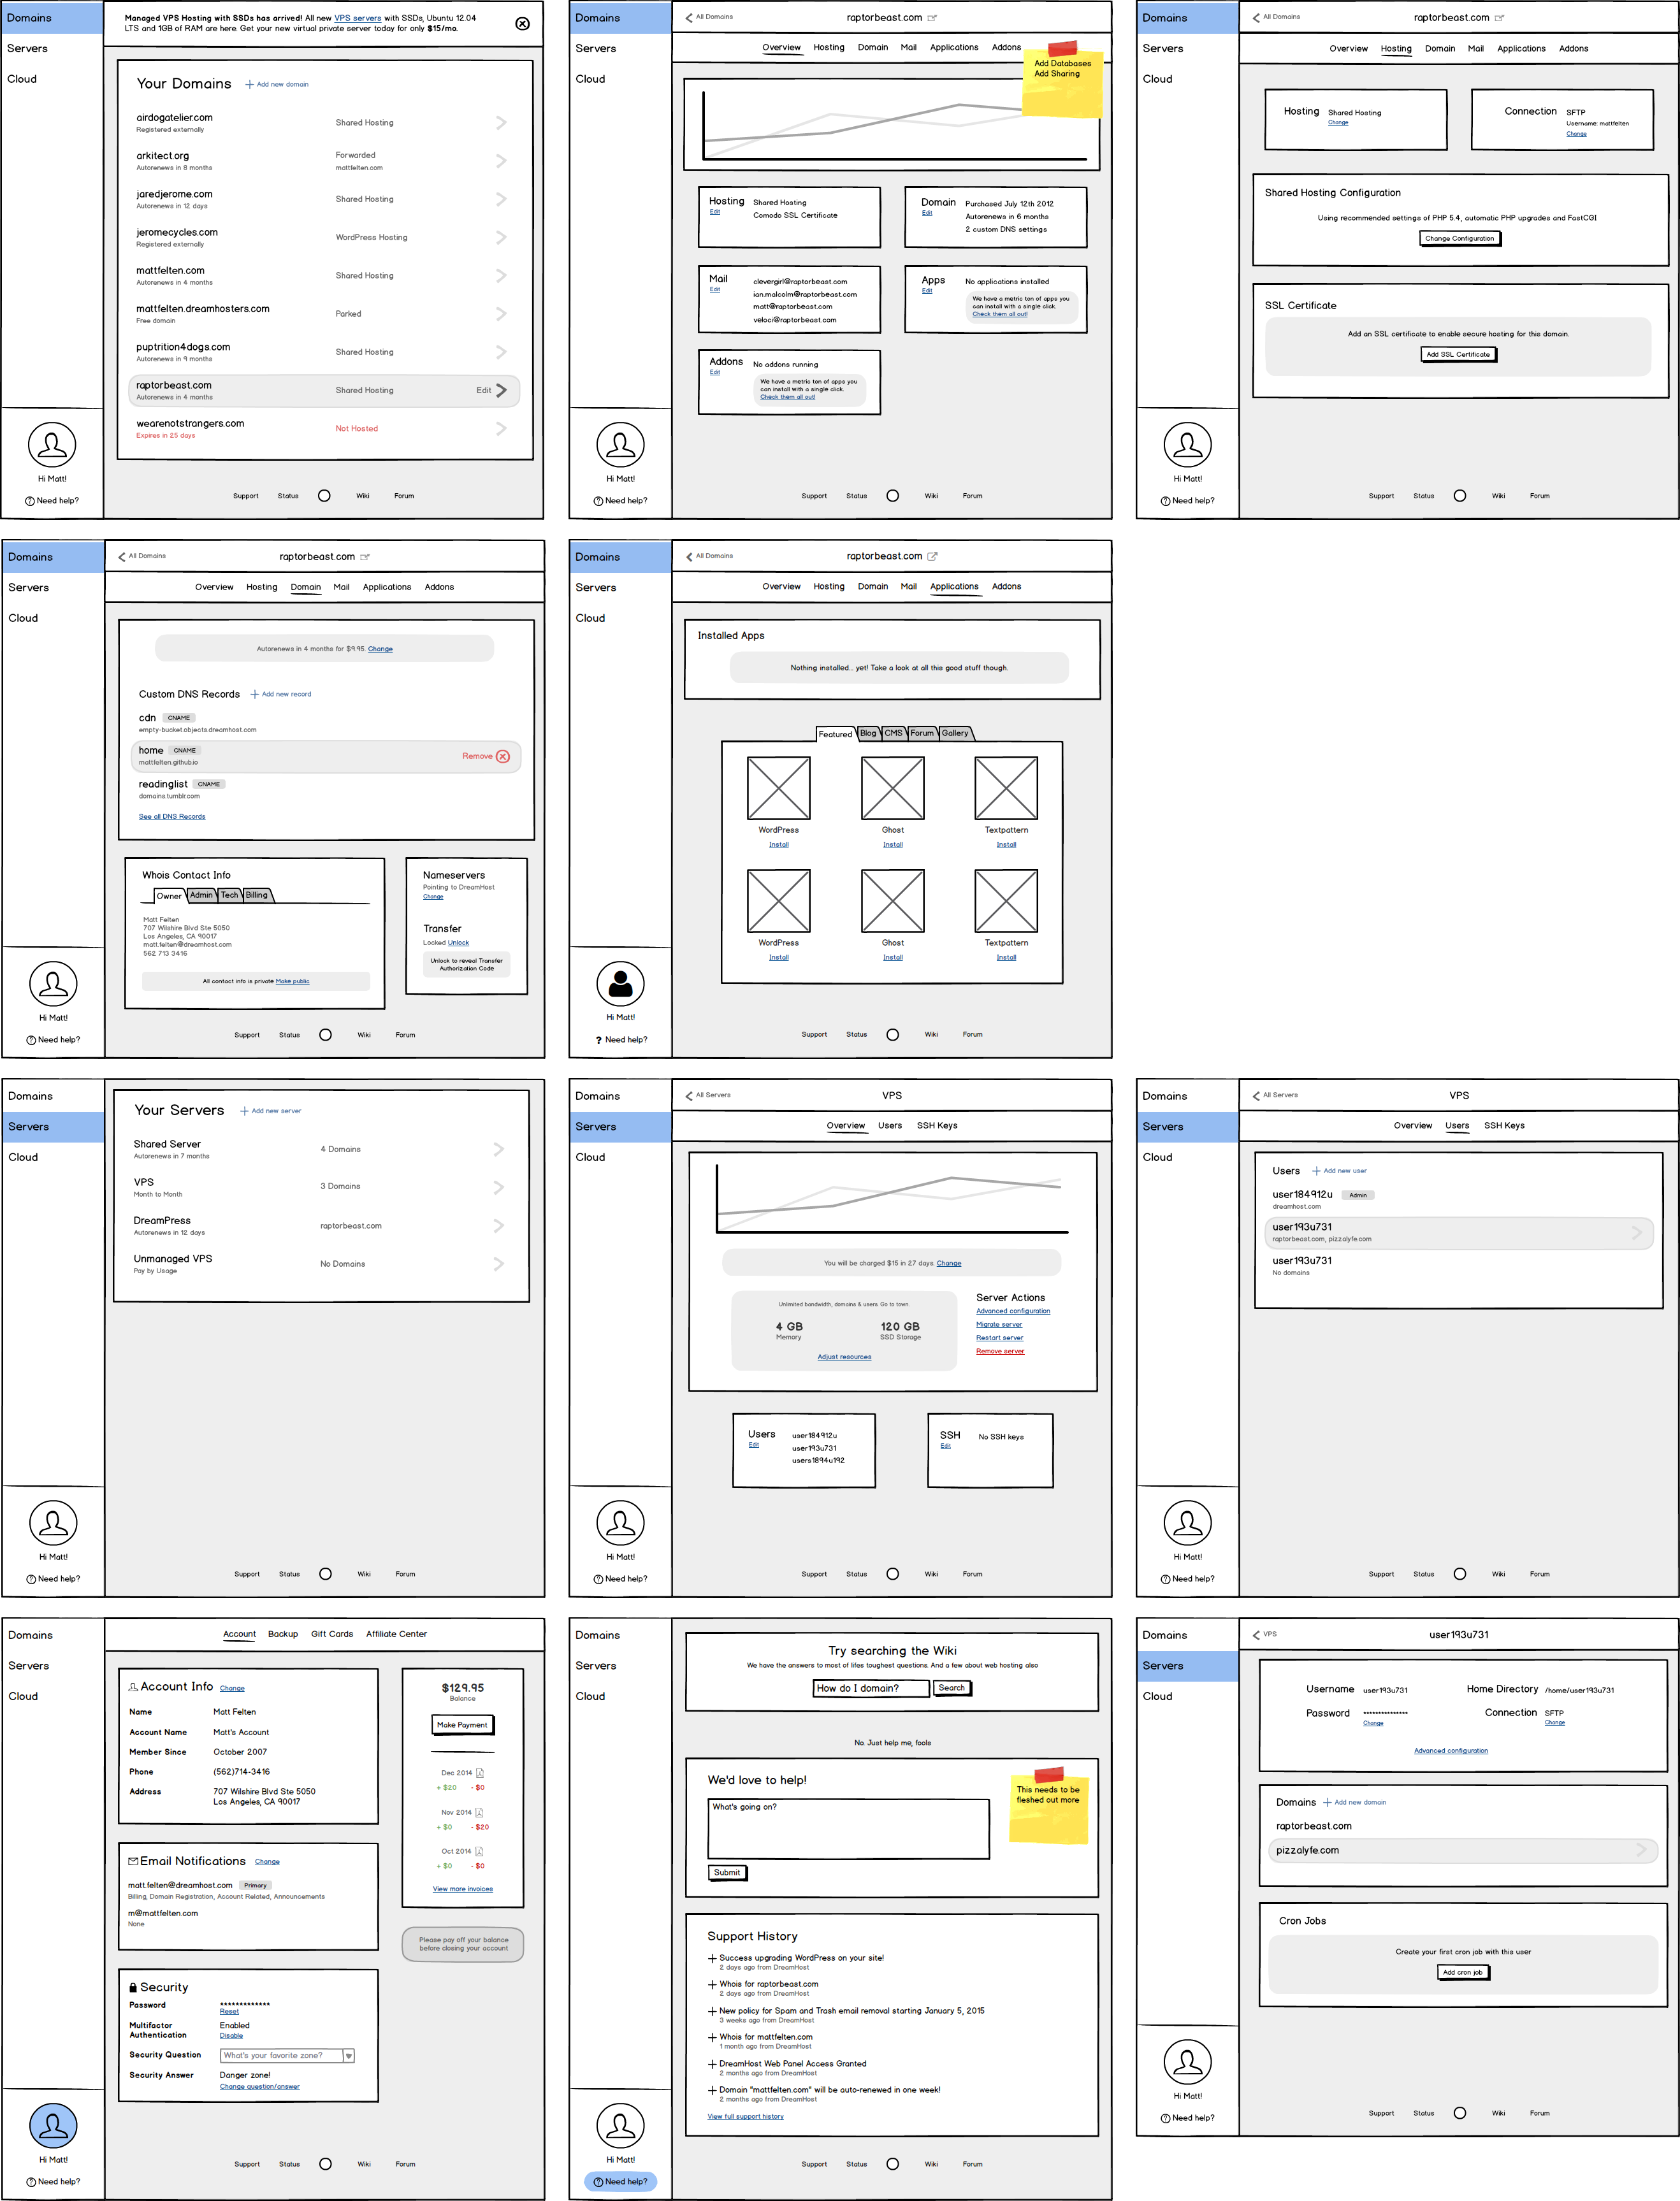 Domains
Servers
Cloud
Managed VPS Hosting with SSDs has arrived! All new VPS servers with SSDs, Ubuntu 12.04
LTS and 1GB of RAM are here. Get your new virtual private server today for only $15/mo.
Your Domains
Add new domain
airdogatelier.com
Registered externally
Shared Hosting
arkitect.org
Autorenews in 8 months
Forwarded
mattfelten.com
jaredjerome.com
Autorenews in 12 days
Shared Hosting
jeromecycles.com
Registered externally
WordPress Hosting
mattfelten.com
Autorenews in 4 months
Shared Hosting
mattfelten.dreamhosters.com
Free domain
Parked
puptrition4dogs.com
Autorenews in 9 months
Shared Hosting
raptorbeast.com
Autorenews in 4 months
Shared Hosting
Edit
wearenotstrangers.com
Expires in 25 days
Not Hosted
Hi Matt!
? Need help?
Support Status Wiki Forum
Domains
Servers
Cloud
All Domains
raptorbeast.com
Overview Hosting Domain Mail Applications Addons
Add Databases
Add Sharing
Hosting
Edit
Shared Hosting
Comodo SSL Certificate
Domain
Edit
Purchased July 12th 2012
Autorenews in 6 months
2 custom DNS settings
Mail
Edit
clevergirl@raptorbeast.com
ian.malcolm@raptorbeast.com
matt@raptorbeast.com
veloci@raptorbeast.com
Apps
Edit
No applications installed
We have a metric ton of apps you
can install with a single click.
Check them all out!
Addons
Edit
No addons running
We have a metric ton of apps you
can install with a single click.
Check them all out!
Hi Matt!
? Need help?
Support Status Wiki Forum
Domains
Servers
Cloud
All Domains
raptorbeast.com
Overview Hosting Domain Mail Applications Addons
Hosting
Shared Hosting
Change
Connection
SFTP
Username: mattfelten
Change
Shared Hosting Configuration
Using recommended settings of PHP 5.4, automatic PHP upgrades and FastCGI
Change Configuration
SSL Certificate
Add an SSL certificate to enable secure hosting for this domain.
Add SSL Certificate
Hi Matt!
? Need help?
Support Status Wiki Forum
Domains
Servers
Cloud
All Domains
raptorbeast.com
Overview Hosting Domain Mail Applications Addons
Autorenews in 4 months for $9.95. Change
Custom DNS Records
Add new record
cdn CNAME
empty-bucket.objects.dreamhost.com
home CNAME
mattfelten.github.io
Remove
readinglist CNAME
domains.tumblr.com
See all DNS Records
Whois Contact Info
Owner Admin Tech Billing
Matt Felten
707 Wilshire Blvd Ste 5050
Los Angeles, CA 90017
matt.felten@dreamhost.com
562 713 3416
All contact info is private Make public
Nameservers
Pointing to DreamHost
Change
Transfer
Locked Unlock
Unlock to reveal Transfer
Authorization Code
Hi Matt!
? Need help?
Support Status Wiki Forum
Domains
Servers
Cloud
All Domains
raptorbeast.com
Overview Hosting Domain Mail Applications Addons
Installed Apps
Nothing installed... yet! Take a look at all this good stuff though.
Featured Blog CMS Forum Gallery
WordPress Ghost Textpattern
Install Install Install
WordPress Ghost Textpattern
Install Install Install
Hi Matt!
? Need help?
Support Status Wiki Forum
Domains
Servers
Cloud
Your Servers
Add new server
Shared Server
Autorenews in 7 months
4 Domains
VPS
Month to Month
3 Domains
DreamPress
Autorenews in 12 days
raptorbeast.com
Unmanaged VPS
Pay by Usage
No Domains
Hi Matt!
? Need help?
Support Status Wiki Forum
Domains
Servers
Cloud
All Servers
VPS
Overview Users SSH Keys
You will be charged $15 in 27 days. Change
Unlimited bandwidth, domains & users. Go to town.
4 GB 120 GB
Memory SSD Storage
Adjust resources
Server Actions
Advanced configuration
Migrate server
Restart server
Remove server
Users
Edit
user184912u
user193u731
users1894u192
SSH
Edit
No SSH keys
Hi Matt!
? Need help?
Support Status Wiki Forum
Domains
Servers
Cloud
All Servers
VPS
Overview Users SSH Keys
Users
Add new user
user184912u Admin
dreamhost.com
user193u731
raptorbeast.com, pizzalyfe.com
user193u731
No domains
Hi Matt!
? Need help?
Support Status Wiki Forum
Domains
Servers
Cloud
Account Backup Gift Cards Affiliate Center
Account Info Change
Name Matt Felten
Account Name Matt's Account
Member Since October 2007
Phone (562)714-3416
Address 707 Wilshire Blvd Ste 5050
Los Angeles, CA 90017
Email Notifications Change
matt.felten@dreamhost.com Primary
Billing, Domain Registration, Account Related, Announcements
m@mattfelten.com
None
Security
Password *************
Reset
Multifactor
Authentication
Enabled
Disable
Security Question What's your favorite zone?
Security Answer Danger zone!
Change question/answer
$129.95
Balance
Make Payment
Dec 2014
+ $20 - $0
Nov 2014
+ $0 - $20
Oct 2014
+ $0 - $0
View more invoices
Please pay off your balance
before closing your account
Hi Matt!
? Need help?
Support Status Wiki Forum
Domains
Servers
Cloud
Try searching the Wiki
We have the answers to most of lifes toughest questions. And a few about web hosting also
How do I domain? Search
No. Just help me, fools
We'd love to help!
What's going on?
Submit
This needs to be
fleshed out more
Support History
Success upgrading WordPress on your site!
2 days ago from DreamHost
Whois for raptorbeast.com
2 days ago from DreamHost
New policy for Spam and Trash email removal starting January 5, 2015
3 weeks ago from DreamHost
Whois for mattfelten.com
1 month ago from DreamHost
DreamHost Web Panel Access Granted
2 months ago from DreamHost
Domain "mattfelten.com" will be auto-renewed in one week!
2 months ago from DreamHost
View full support history
Hi Matt!
? Need help?
Support Status Wiki Forum
Domains
Servers
Cloud
VPS
user193u731
Username user193u731
Password ***************
Change
Home Directory /home/user193u731
Connection SFTP
Change
Advanced configuration
Domains
Add new domain
raptorbeast.com
pizzalyfe.com
Cron Jobs
Create your first cron job with this user
Add cron job
Hi Matt!
? Need help?
Support Status Wiki Forum